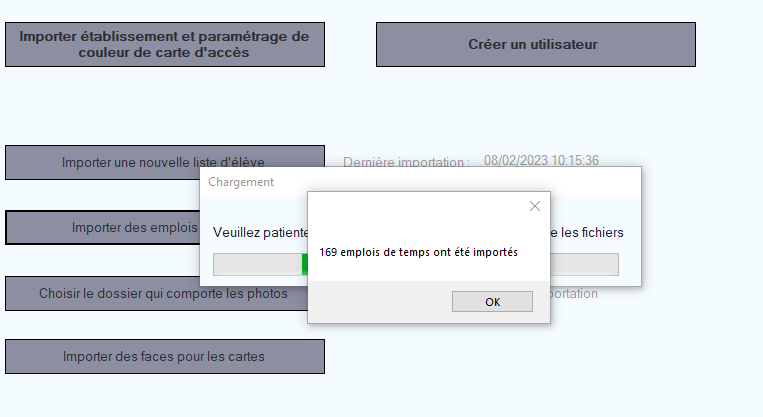 Importer établissement et paramétrage de
couleur de carte d'accès
Créer un utilisateur
Importer une nouvelle liste d'élève
Dernière importation :
08/02/2023 10:15:36
Chargement
Importer des emplois
Veuillez
les fichiers
169 emplois de temps ont été importés
OK
Choisir le dossier qui comporte les photos
Importer des faces pour les cartes